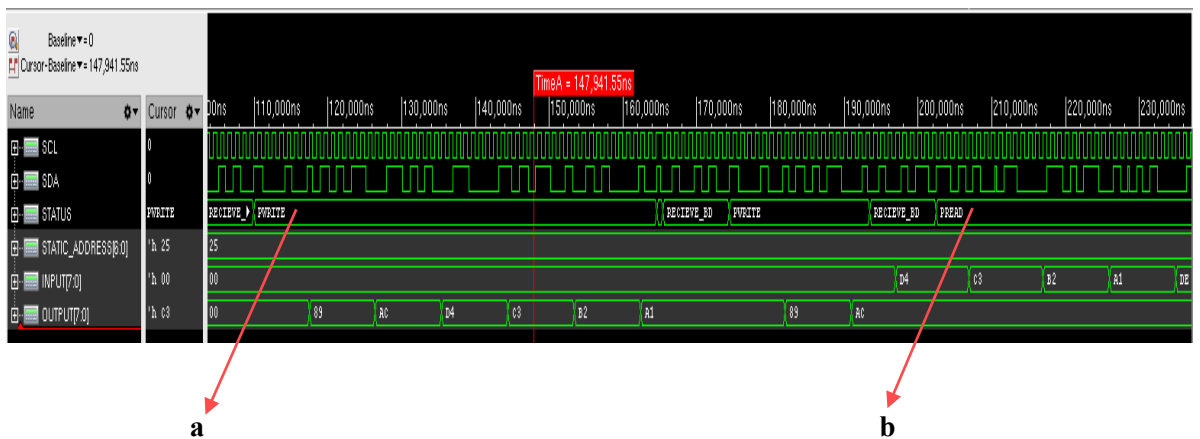 Baseline▼=0
Cursor-Baseline▼=147,941.55ns
TimeA = 147,941.55ns
Name Cursor 00ns 110,000ns 120,000ns 130,000ns 140,000ns 150,000ns 160,000ns 170,000ns 180,000ns 190,000ns 200,000ns 210,000ns 220,000ns 230,000ns
SCL 0
SDA 0
STATUS PWRITE RECIEVE_ PWRITE RECIEVE_BD PWRITE RECIEVE_BD PREAD
STATIC_ADDRESS[6:0] 'h 25 25
INPUT[7:0] 'h 00 00 D4 C3 B2 A1 DE
OUTPUT[7:0] 'h c3 00 89 AC D4 C3 B2 A1 89 AC
a b